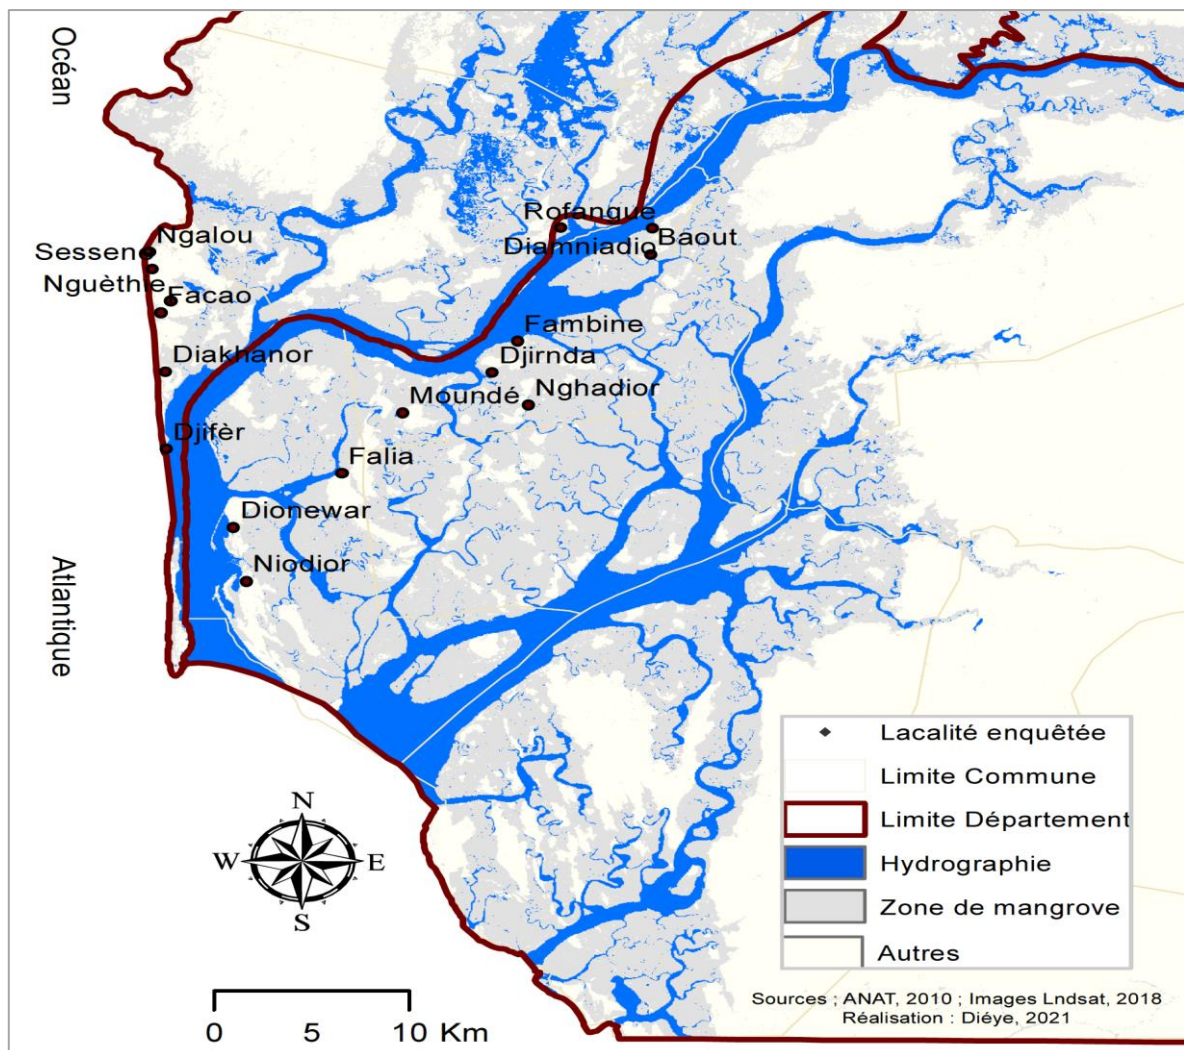 Océan
Atlantique
Rofangue
Ngalou
Baout
Sessene
Diamniadio
Nguèthie
Facao
Fambine
Diakhanor
Djirnda
Moundé
Nghadior
Djifèr
Falia
Dionewar
Niodior
N
W
E
S
0 5 10 Km
Lacalité enquêtée
Limite Commune
Limite Département
Hydrographie
Zone de mangrove
Autres
Sources ; ANAT, 2010 ; Images Lndsat, 2018
Réalisation : Diéye, 2021